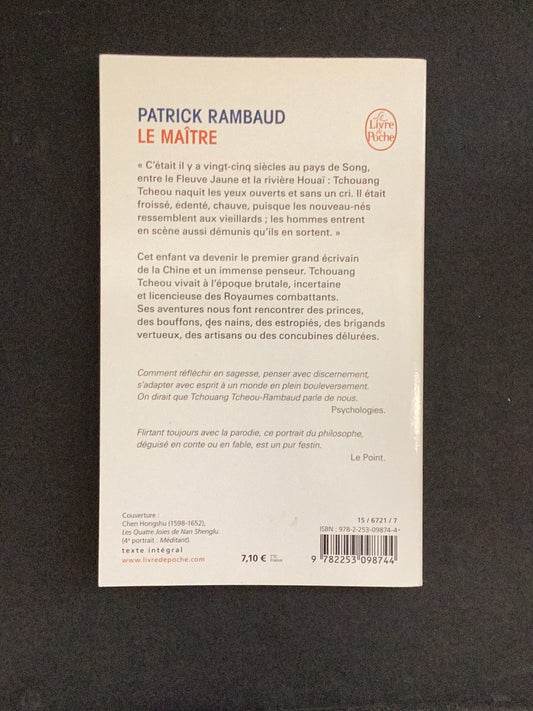 PATRICK RAMBAUD
LE MAÎTRE
Le
Livre
de
Poche
« C'était il y a vingt-cinq siècles au pays de Song,
entre le Fleuve Jaune et la rivière Houaï : Tchouang
Tcheou naquit les yeux ouverts et sans un cri. Il était
froissé, édenté, chauve, puisque les nouveau-nés
ressemblent aux vieillards ; les hommes entrent
en scène aussi démunis qu'ils en sortent. »
Cet enfant va devenir le premier grand écrivain
de la Chine et un immense penseur. Tchouang
Tcheou vivait à l'époque brutale, incertaine
et licencieuse des Royaumes combattants.
Ses aventures nous font rencontrer des princes,
des bouffons, des nains, des estropiés, des brigands
vertueux, des artisans ou des concubines délurées.
Comment réfléchir en sagesse, penser avec discernement,
s'adapter avec esprit à un monde en plein bouleversement.
On dirait que Tchouang Tcheou-Rambaud parle de nous.
Psychologies.
Flirtant toujours avec la parodie, ce portrait du philosophe,
déguisé en conte ou en fable, est un pur festin.
Le Point.
Couverture :
Chen Hongshu (1598-1652),
Les Quatre Joies de Nan Shenglu.
(4e portrait : Méditant).
texte intégral
www.livredepoche.com
7,10 € TTC
France
15 / 6721 / 7
ISBN : 978-2-253-09874-4
9 782253 098744